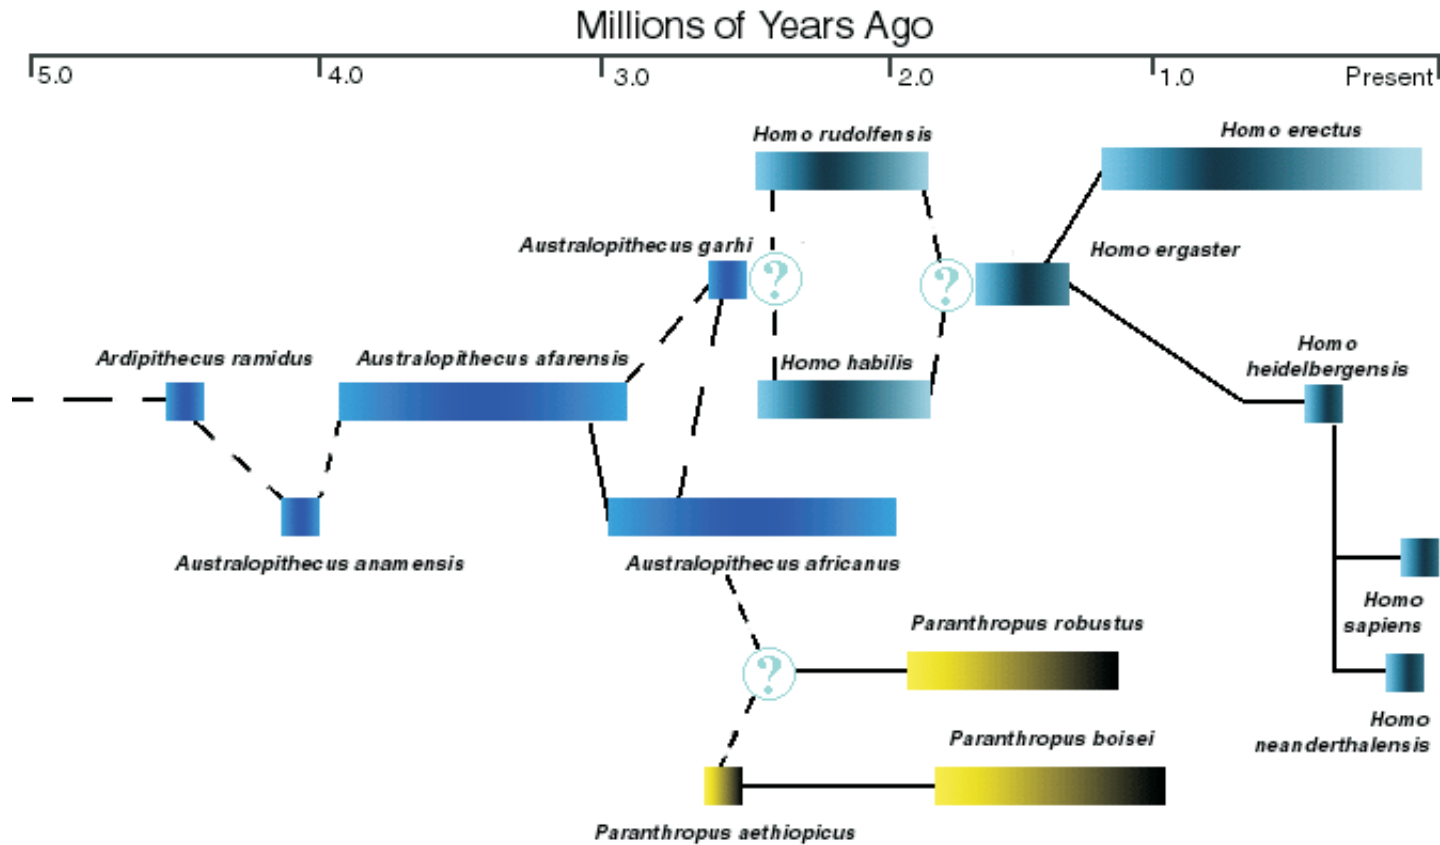 Millions of Years Ago
5.0 4.0 3.0 2.0 1.0 Present
Homo rudolfensis
Homo erectus
Australopithecus garhi
Homo ergaster
?
?
Ardipithecus ramidus
Australopithecus afarensis
Homo habilis
Homo
heidelbergensis
Australopithecus anamensis
Australopithecus africanus
Homo
sapiens
Paranthropus robustus
?
Paranthropus boisei
Homo
neanderthalensis
Paranthropus aethiopicus